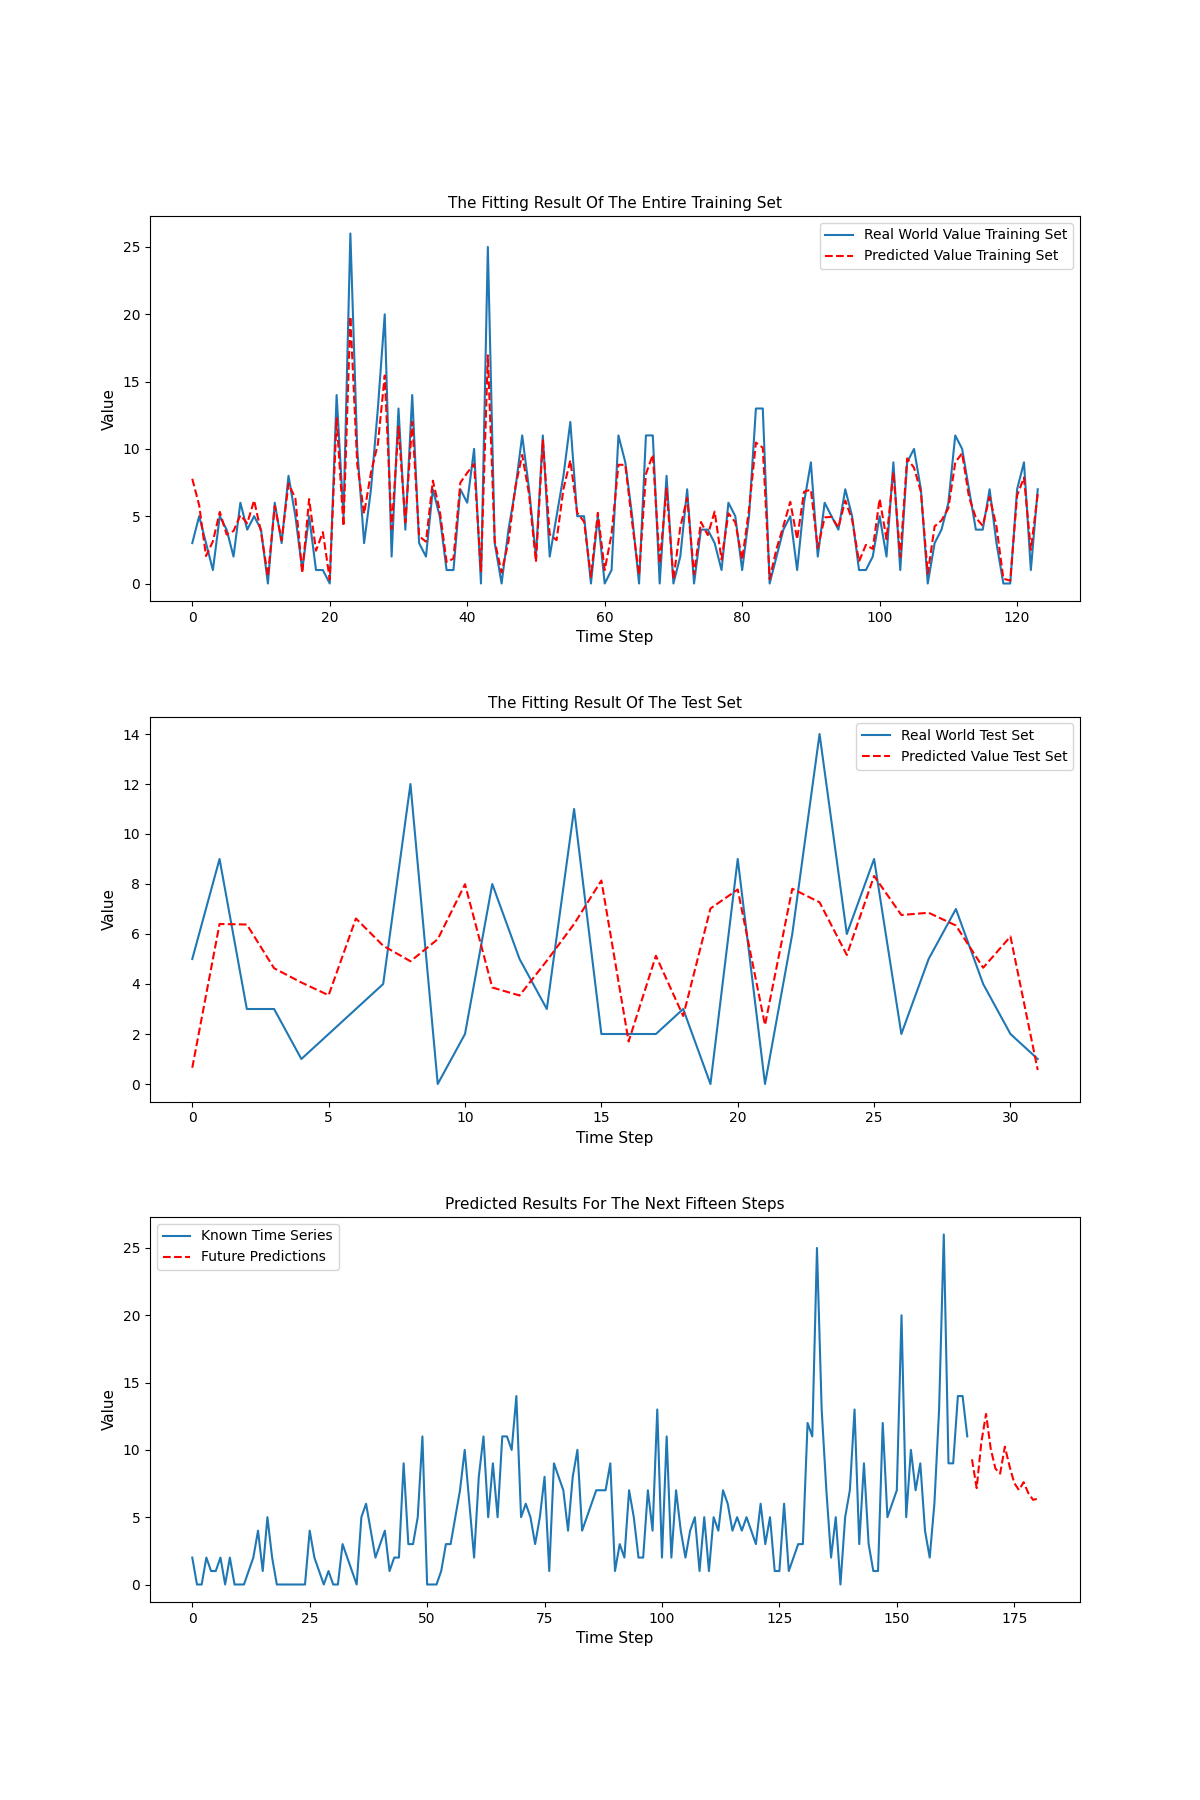 The Fitting Result Of The Entire Training Set
Real World Value Training Set
Predicted Value Training Set
Value
25
20
15
10
5
0
0 20 40 60 80 100 120
Time Step
The Fitting Result Of The Test Set
Real World Test Set
Predicted Value Test Set
Value
14
12
10
8
6
4
2
0
0 5 10 15 20 25 30
Time Step
Predicted Results For The Next Fifteen Steps
Known Time Series
Future Predictions
Value
25
20
15
10
5
0
0 25 50 75 100 125 150 175
Time Step